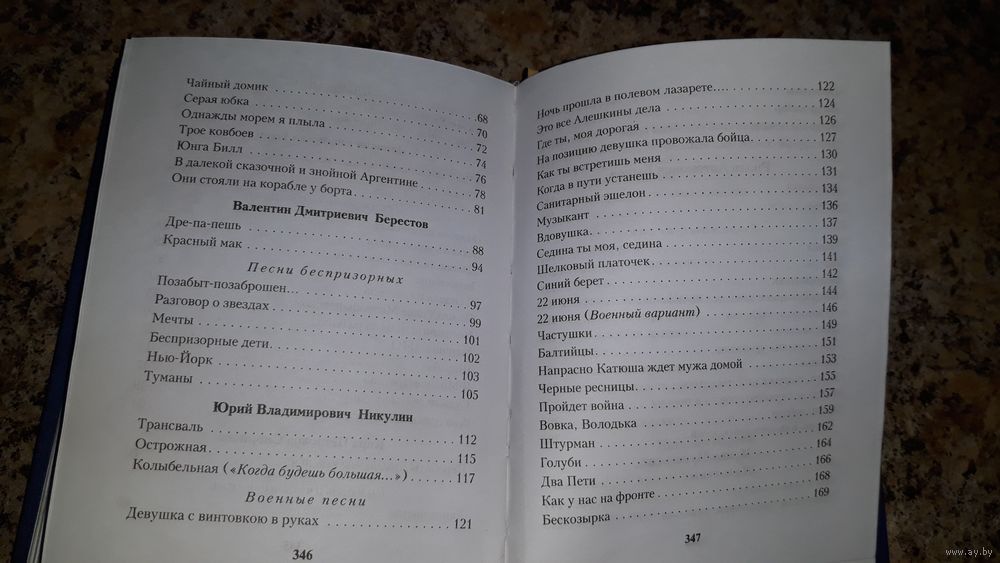 Чайный домик . . . . . . . . . . 68
Серая юбка . . . . . . . . . . 70
Однажды морем я плыла . . . . . . . . . . 72
Трое ковбоев . . . . . . . . . . 74
Юнга Билл . . . . . . . . . . 76
В далекой сказочной и знойной Аргентине . . . . . 78
Они стояли на корабле у борта . . . . . . . . . . 81
Валентин Дмитриевич Берестов
Дре-па-пешь . . . . . . . . . . 88
Красный мак . . . . . . . . . . 94
Песни беспризорных
Позабыт-позаброшен... . . . . . . . . . . 97
Разговор о звездах . . . . . . . . . . 99
Мечты . . . . . . . . . . 101
Беспризорные дети . . . . . . . . . . 102
Нью-Йорк . . . . . . . . . . 103
Туманы . . . . . . . . . . 105
Юрий Владимирович Никулин
Трансваль . . . . . . . . . . 112
Острожная . . . . . . . . . . 115
Колыбельная («Когда будешь большая...») . . . . . . 117
Военные песни
Девушка с винтовкою в руках . . . . . . . . . . 121
346
Ночь прошла в полевом лазарете... . . . . . . . . . . 122
Это все Алешкины дела . . . . . . . . . . 124
Где ты, моя дорогая . . . . . . . . . . 126
На позицию девушка провожала бойца . . . . . . . . . . 127
Как ты встретишь меня . . . . . . . . . . 130
Когда в пути устанешь . . . . . . . . . . 131
Санитарный эшелон . . . . . . . . . . 134
Музыкант . . . . . . . . . . 136
Вдовушка . . . . . . . . . . 137
Седина ты моя, седина . . . . . . . . . . 139
Шелковый платочек . . . . . . . . . . 141
Синий берет . . . . . . . . . . 142
22 июня . . . . . . . . . . 144
22 июня (Военный вариант) . . . . . . . . . . 146
Частушки . . . . . . . . . . 149
Балтийцы . . . . . . . . . . 151
Напрасно Катюша ждет мужа домой . . . . . . . . . . 153
Черные ресницы . . . . . . . . . . 155
Пройдет война . . . . . . . . . . 157
Вовка, Володька . . . . . . . . . . 159
Штурман . . . . . . . . . . 162
Голуби . . . . . . . . . . 164
Два Пети . . . . . . . . . . 166
Как у нас на фронте . . . . . . . . . . 168
Бескозырка . . . . . . . . . . 169
347
www.ay.by